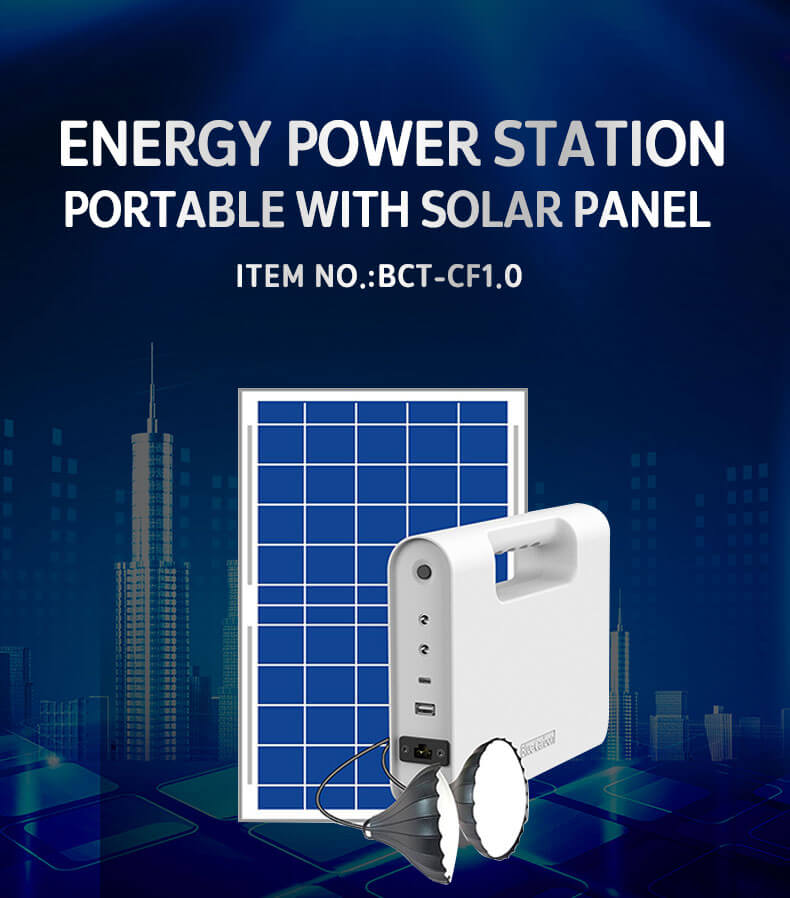 ENERGY POWER STATION
PORTABLE WITH SOLAR PANEL
ITEM NO.:BCT-CF1.0